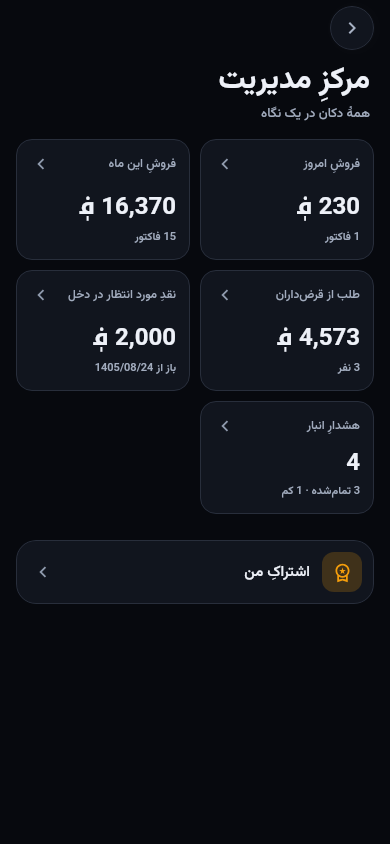 مرکزِ مدیریت
همهٔ دکان در یک نگاه
فروشِ امروز
230 ؋
1 فاکتور
فروشِ این ماه
16,370 ؋
15 فاکتور
طلب از قرض‌داران
4,573 ؋
3 نفر
نقدِ مورد انتظار در دخل
2,000 ؋
باز از 1405/08/24
هشدارِ انبار
4
3 تمام‌شده · 1 کم
اشتراکِ من